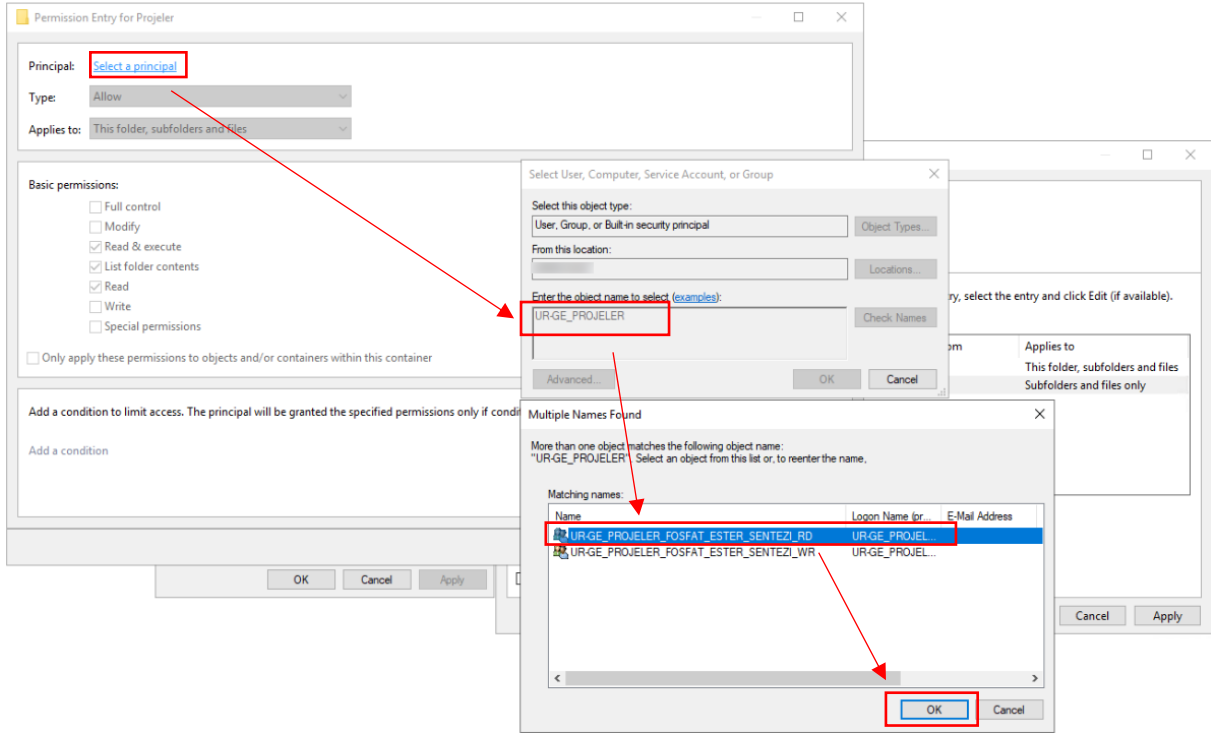 Permission Entry for Projeler
Principal: Select a principal
Type: Allow
Applies to: This folder, subfolders and files
Basic permissions:
Full control
Modify
Read & execute
List folder contents
Read
Write
Special permissions
Only apply these permissions to objects and/or containers within this container
Add a condition to limit access. The principal will be granted the specified permissions only if condi
Add a condition
OK Cancel Apply
Select User, Computer, Service Account, or Group
Select this object type:
User, Group, or Built-in security principal Object Types...
From this location:
Locations...
Enter the object name to select (examples):
UR-GE_PROJELER Check Names
Advanced... OK Cancel
ry, select the entry and click Edit (if available).
om Applies to
This folder, subfolders and files
Subfolders and files only
Cancel Apply
Multiple Names Found
More than one object matches the following object name:
"UR-GE_PROJELER". Select an object from this list or, to reenter the name,
Matching names:
Name Logon Name (pr... E-Mail Address
UR-GE_PROJELER_FOSFAT_ESTER_SENTEZI_RD UR-GE_PROJEL...
UR-GE_PROJELER_FOSFAT_ESTER_SENTEZI_WR UR-GE_PROJEL...
OK Cancel